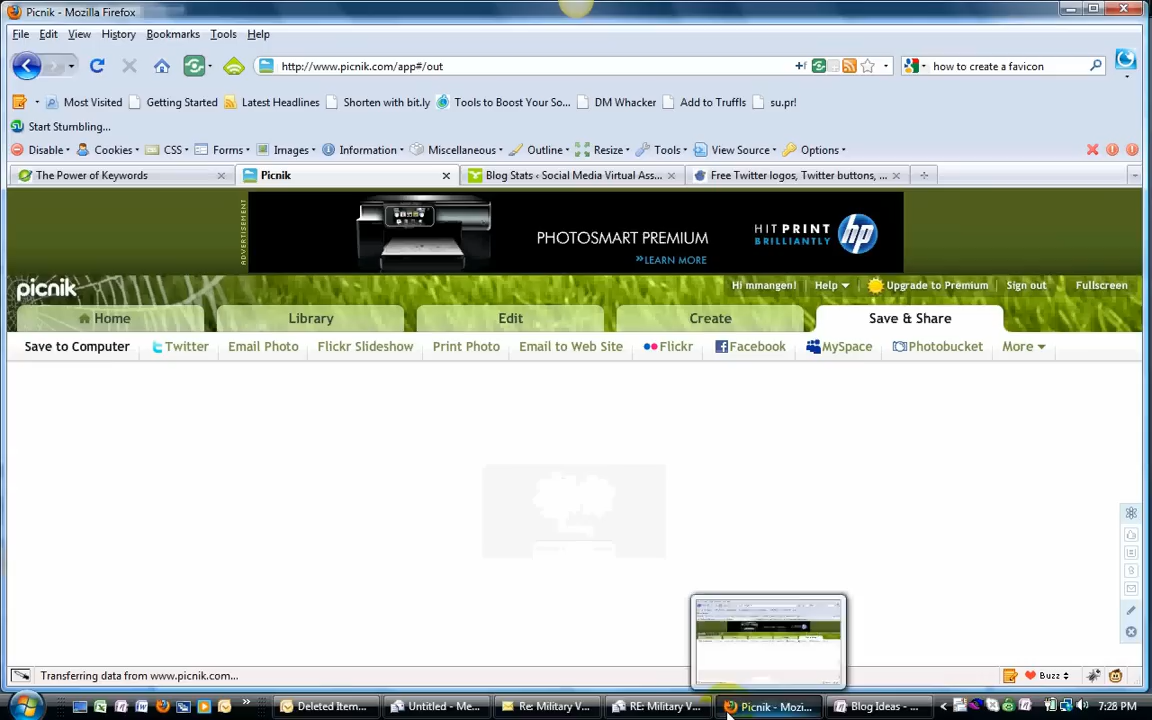 Picnik - Mozilla Firefox
File Edit View History Bookmarks Tools Help
http://www.picnik.com/app#/out
how to create a favicon
Most Visited Getting Started Latest Headlines Shorten with bit.ly Tools to Boost Your So... DM Whacker Add to Truffls su.pr!
Start Stumbling...
Disable Cookies CSS Forms Images Information Miscellaneous Outline Resize Tools View Source Options
The Power of Keywords Picnik Blog Stats ‹ Social Media Virtual Ass... Free Twitter logos, Twitter buttons, ...
ADVERTISEMENT
PHOTOSMART PREMIUM
»LEARN MORE
HIT PRINT
BRILLIANTLY
hp
picnik Hi mmangen! Help Upgrade to Premium Sign out Fullscreen
Home Library Edit Create Save & Share
Save to Computer Twitter Email Photo Flickr Slideshow Print Photo Email to Web Site Flickr Facebook MySpace Photobucket More
Transferring data from www.picnik.com...
Buzz
Deleted Item... Untitled - Me... Re: Military V... RE: Military V... Picnik - Mozi... Blog Ideas - ... 7:28 PM